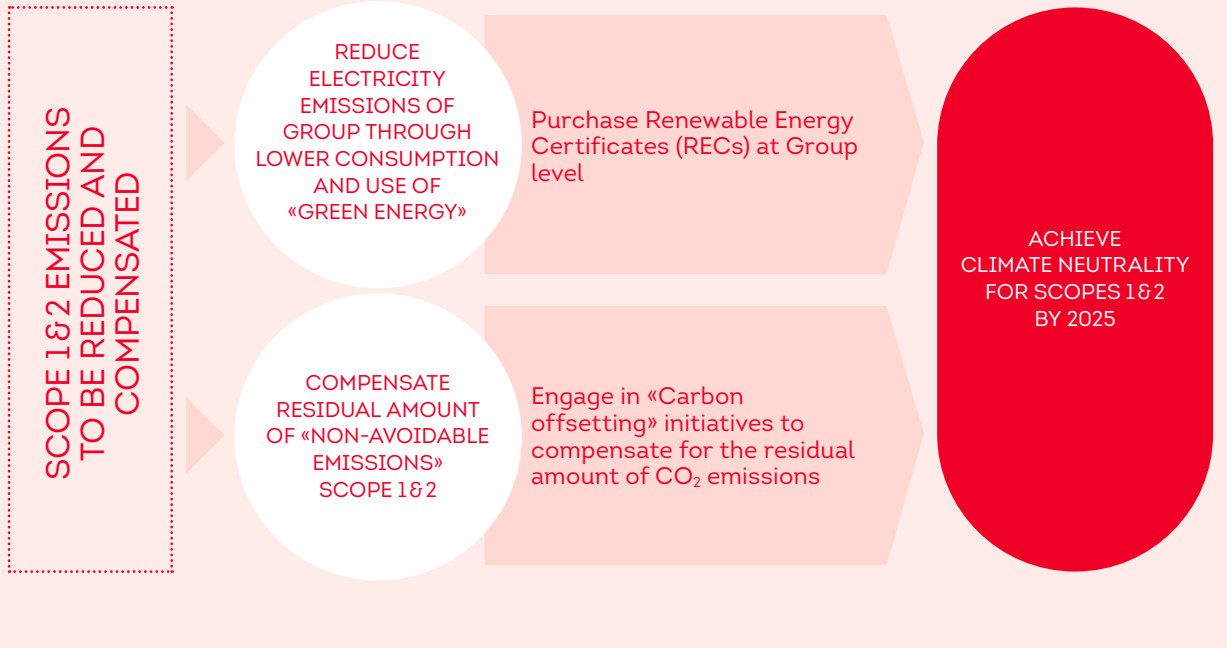 SCOPE 1&2 EMISSIONS
TO BE REDUCED AND
COMPENSATED
REDUCE
ELECTRICITY
EMISSIONS OF
GROUP THROUGH
LOWER CONSUMPTION
AND USE OF
«GREEN ENERGY»
Purchase Renewable Energy
Certificates (RECs) at Group
level
COMPENSATE
RESIDUAL AMOUNT
OF «NON-AVOIDABLE
EMISSIONS»
SCOPE 1&2
Engage in «Carbon
offsetting» initiatives to
compensate for the residual
amount of CO₂ emissions
ACHIEVE
CLIMATE NEUTRALITY
FOR SCOPES 1&2
BY 2025